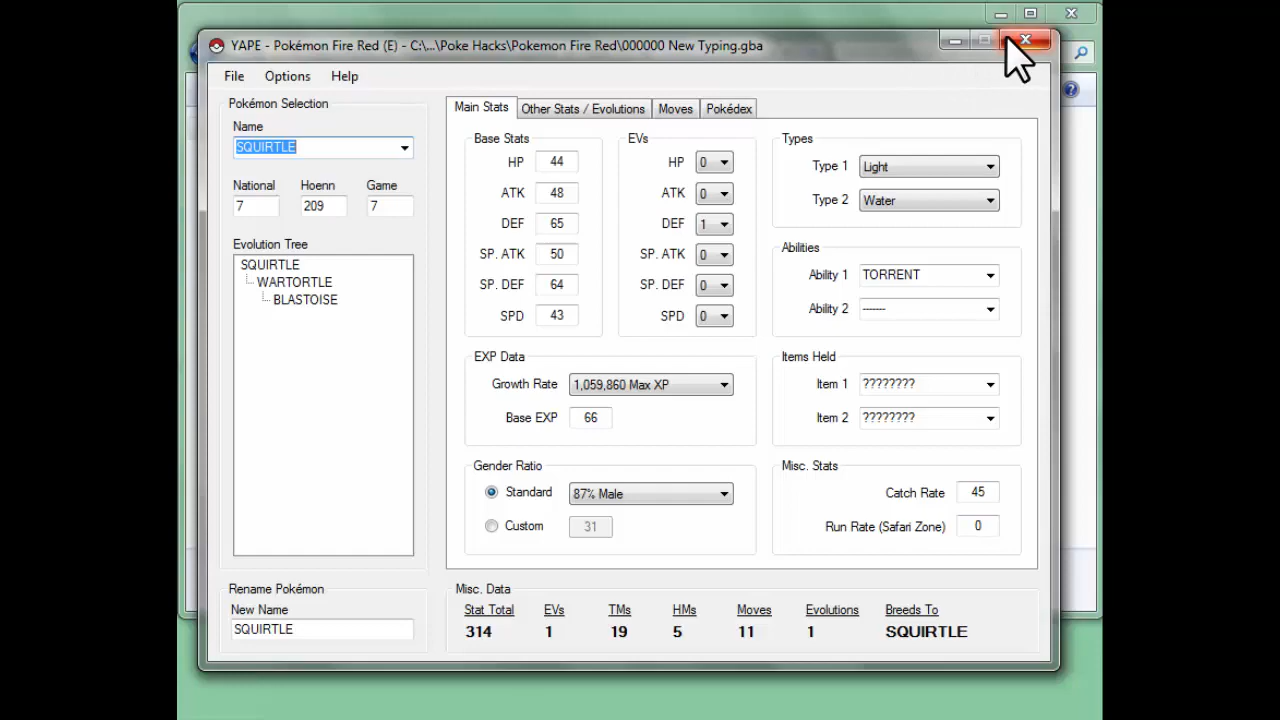 YAPE - Pokémon Fire Red (E) - C:\...\Poke Hacks\Pokemon Fire Red\000000 New Typing.gba
File Options Help
Pokémon Selection
Name
SQUIRTLE
National Hoenn Game
7 209 7
Evolution Tree
SQUIRTLE
WARTORTLE
BLASTOISE
Rename Pokémon
New Name
SQUIRTLE
Main Stats Other Stats / Evolutions Moves Pokédex
Base Stats
HP 44
ATK 48
DEF 65
SP. ATK 50
SP. DEF 64
SPD 43
EVs
HP 0
ATK 0
DEF 1
SP. ATK 0
SP. DEF 0
SPD 0
Types
Type 1 Light
Type 2 Water
Abilities
Ability 1 TORRENT
Ability 2 -------
EXP Data
Growth Rate 1,059,860 Max XP
Base EXP 66
Items Held
Item 1 ????????
Item 2 ????????
Gender Ratio
Standard 87% Male
Custom 31
Misc. Stats
Catch Rate 45
Run Rate (Safari Zone) 0
Misc. Data
Stat Total EVs TMs HMs Moves Evolutions Breeds To
314 1 19 5 11 1 SQUIRTLE